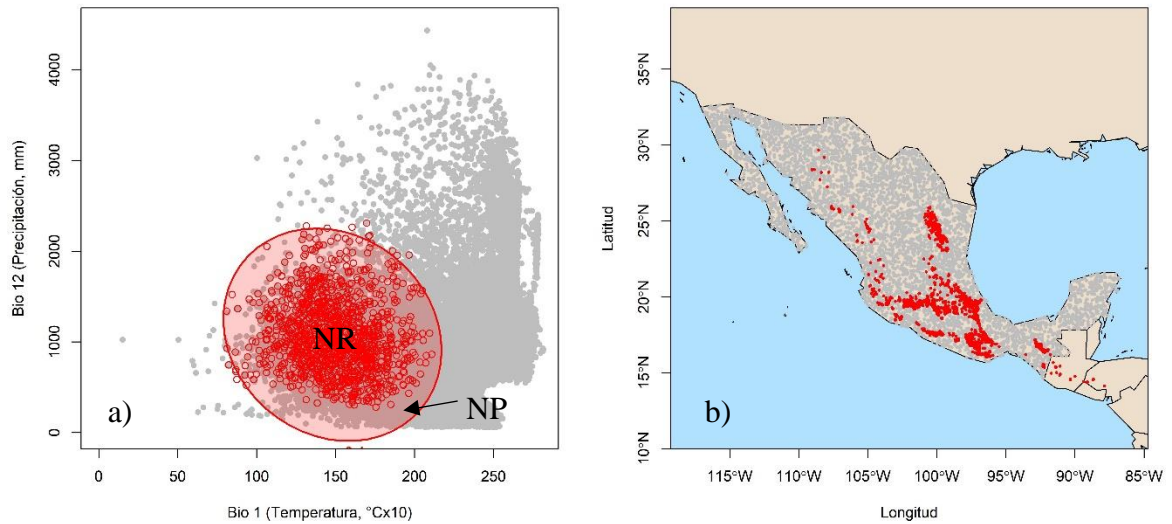 4000
3000
2000
1000
0
Bio 12 (Precipitación, mm)
NR
NP
a)
0
50
100
150
200
250
Bio 1 (Temperatura, °Cx10)
35°N
30°N
25°N
20°N
15°N
10°N
Latitud
b)
115°W
110°W
105°W
100°W
95°W
90°W
85°W
Longitud